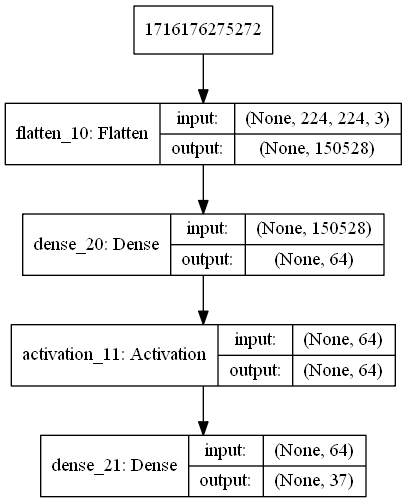 1716176275272
flatten_10: Flatten
input: (None, 224, 224, 3)
output: (None, 150528)
dense_20: Dense
input: (None, 150528)
output: (None, 64)
activation_11: Activation
input: (None, 64)
output: (None, 64)
dense_21: Dense
input: (None, 64)
output: (None, 37)